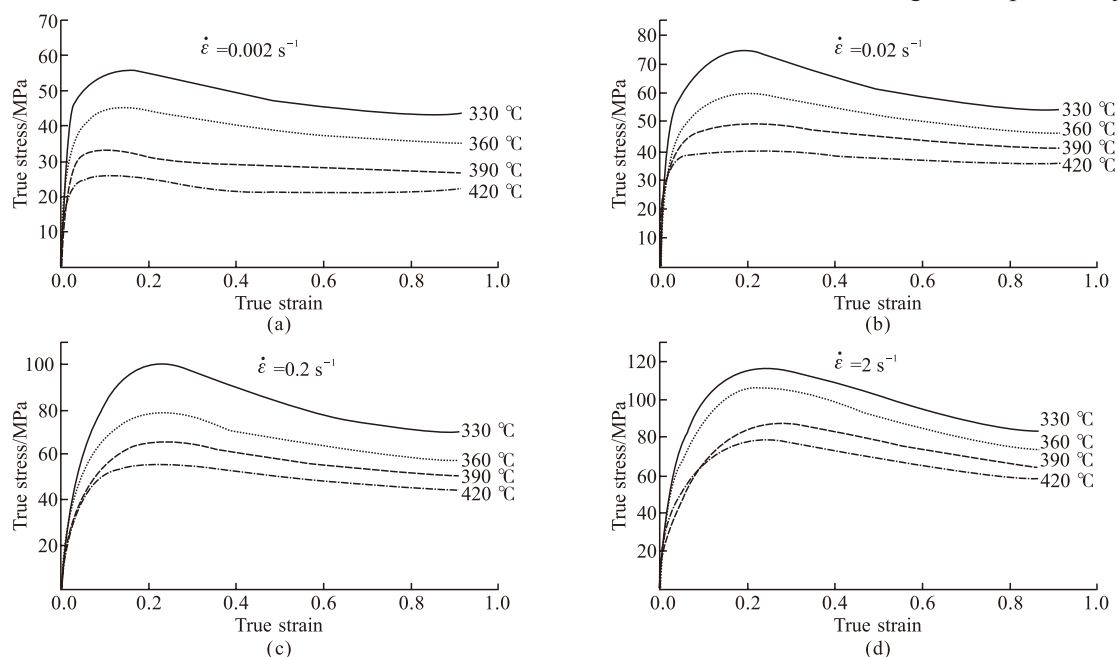 70
60
50
40
30
20
10
True stress/MPa
ε̇ =0.002 s⁻¹
330 ℃
360 ℃
390 ℃
420 ℃
0.0 0.2 0.4 0.6 0.8 1.0
True strain
(a)
80
70
60
50
40
30
20
10
True stress/MPa
ε̇ =0.02 s⁻¹
330 ℃
360 ℃
390 ℃
420 ℃
0.0 0.2 0.4 0.6 0.8 1.0
True strain
(b)
100
80
60
40
20
True stress/MPa
ε̇ =0.2 s⁻¹
330 ℃
360 ℃
390 ℃
420 ℃
0.0 0.2 0.4 0.6 0.8 1.0
True strain
(c)
120
100
80
60
40
20
True stress/MPa
ε̇ =2 s⁻¹
330 ℃
360 ℃
390 ℃
420 ℃
0.0 0.2 0.4 0.6 0.8 1.0
True strain
(d)